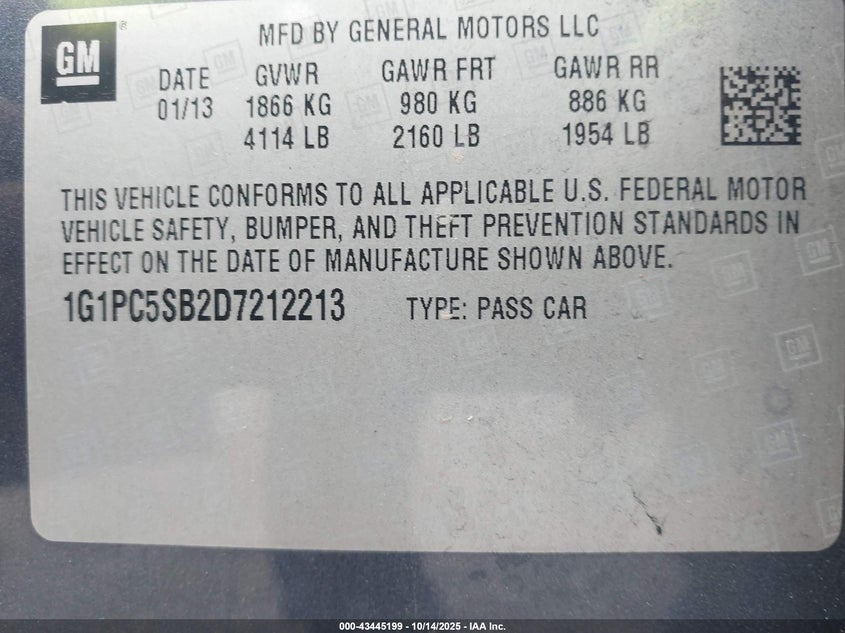 GM ®
MFD BY GENERAL MOTORS LLC
DATE GVWR GAWR FRT GAWR RR
01/13 1866 KG 980 KG 886 KG
4114 LB 2160 LB 1954 LB
THIS VEHICLE CONFORMS TO ALL APPLICABLE U.S. FEDERAL MOTOR
VEHICLE SAFETY, BUMPER, AND THEFT PREVENTION STANDARDS IN
EFFECT ON THE DATE OF MANUFACTURE SHOWN ABOVE.
1G1PC5SB2D7212213 TYPE: PASS CAR
000-43445199 - 10/14/2025 - IAA Inc.